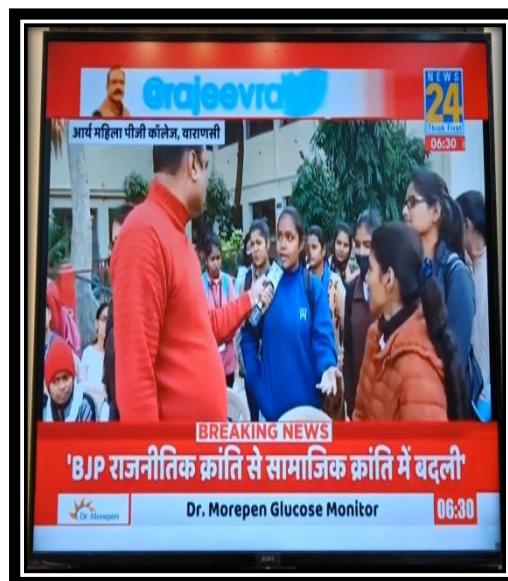 @rajeevra
NEWS
24
Think First
06:30
आर्य महिला पीजी कॉलेज, वाराणसी
BREAKING NEWS
'BJP राजनीतिक क्रांति से सामाजिक क्रांति में बदली'
Dr. Morepen
Dr. Morepen Glucose Monitor
06:30
SONY